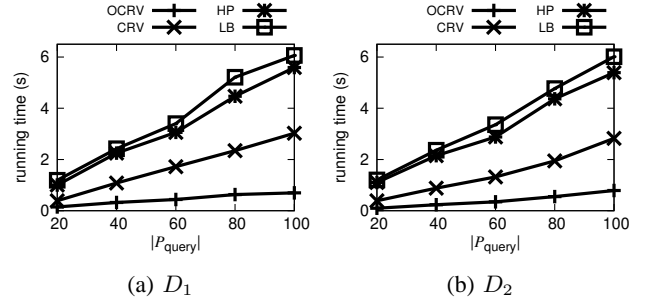 OCRV HP
CRV LB
6
4
2
0
20 40 60 80 100
running time (s)
|P_query|
(a) D_1
OCRV HP
CRV LB
6
4
2
0
20 40 60 80 100
running time (s)
|P_query|
(b) D_2